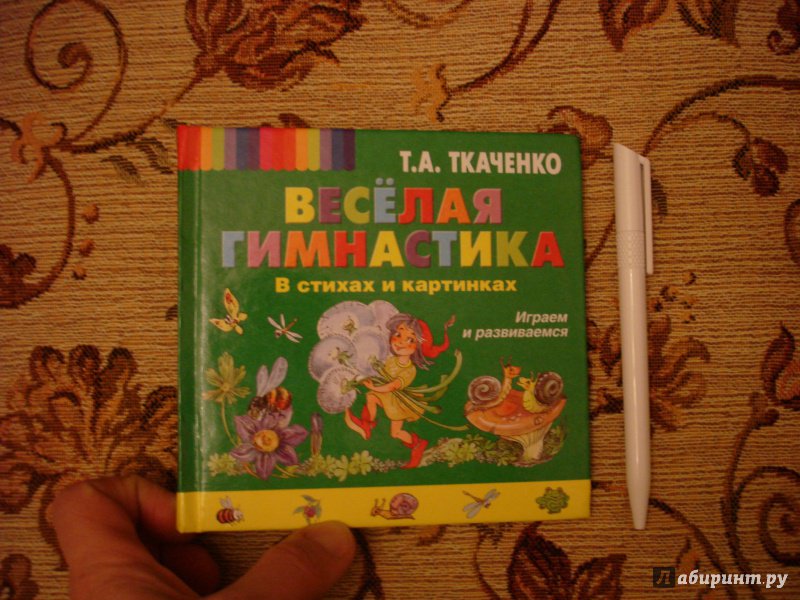 Т.А. ТКАЧЕНКО
ВЕСЁЛАЯ
ГИМНАСТИКА
В стихах и картинках
Играем
и развиваемся
Лабиринт.ру